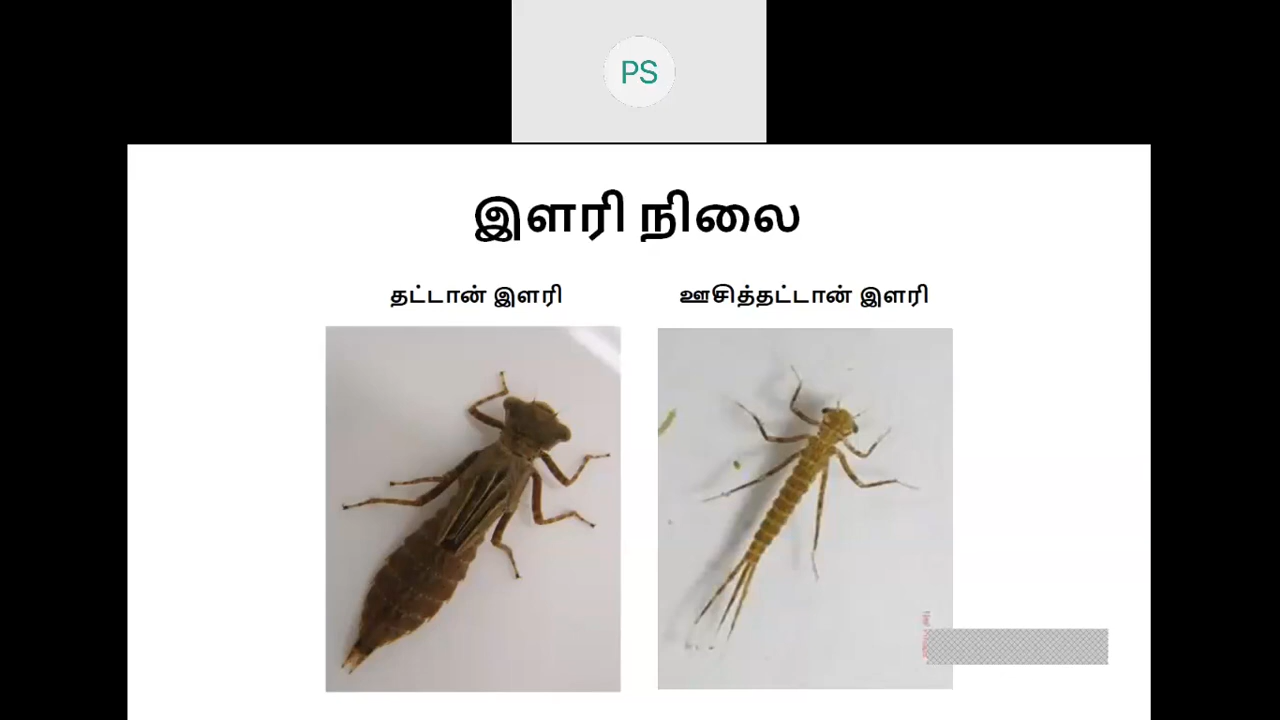 PS
இளரி நிலை
தட்டான் இளரி
ஊசித்தட்டான் இளரி